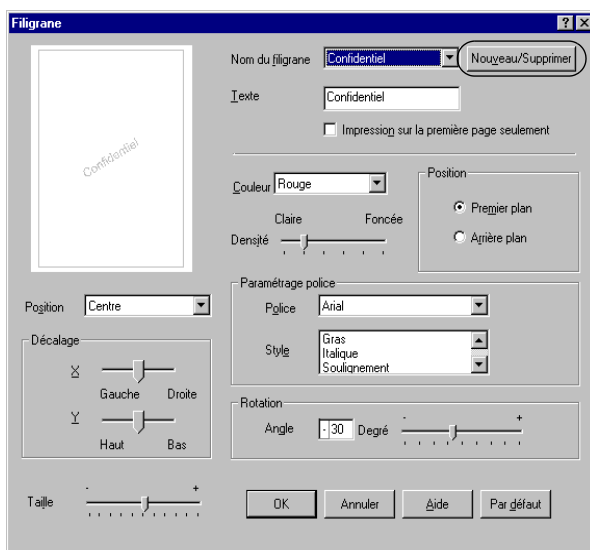 Filigrane
Confidentiel
Nom du filigrane Confidentiel Nouveau/Supprimer
Texte Confidentiel
Impression sur la première page seulement
Couleur Rouge
Claire Foncée
Densité
Position
Premier plan
Arrière plan
Position Centre
Décalage
X
Gauche Droite
Y
Haut Bas
Paramétrage police
Police Arial
Style Gras
Italique
Soulignement
Rotation
Angle -30 Degré - +
Taille - +
OK Annuler Aide Par défaut